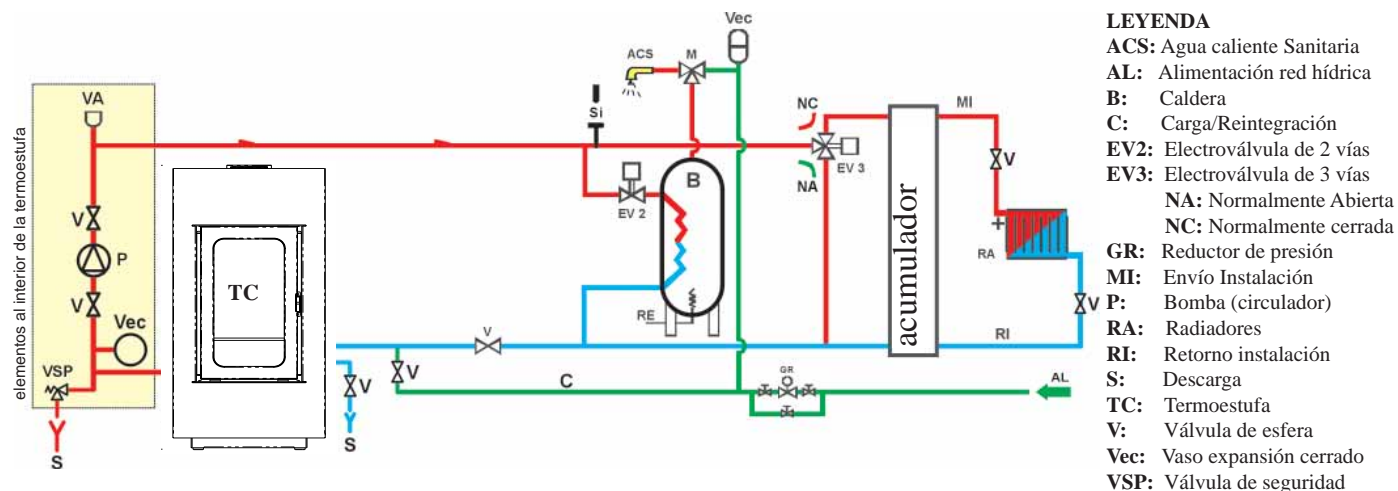 elementos al interior de la termoestufa
VA
V
P
V
Vec
VSP
S
TC
V
S
V
V
C
Si
EV 2
ACS
M
Vec
B
RE
NC
EV 3
NA
GR
AL
acumulador
MI
V
RA
+
V
RI
LEYENDA
ACS: Agua caliente Sanitaria
AL: Alimentación red hídrica
B: Caldera
C: Carga/Reintegración
EV2: Electroválvula de 2 vías
EV3: Electroválvula de 3 vías
NA: Normalmente Abierta
NC: Normalmente cerrada
GR: Reductor de presión
MI: Envío Instalación
P: Bomba (circulador)
RA: Radiadores
RI: Retorno instalación
S: Descarga
TC: Termoestufa
V: Válvula de esfera
Vec: Vaso expansión cerrado
VSP: Válvula de seguridad